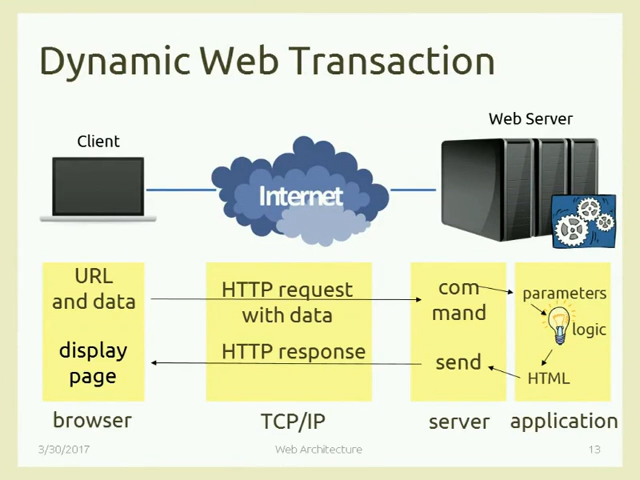 Dynamic Web Transaction
Client
Web Server
Internet
URL
and data
HTTP request
with data
com
mand
parameters
logic
display
page
HTTP response
send
HTML
browser
TCP/IP
server
application
3/30/2017
Web Architecture
13